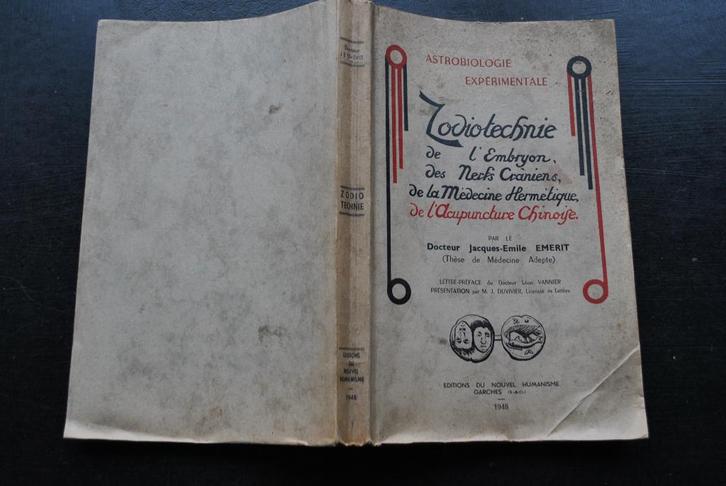 ASTROBIOLOGIE
EXPÉRIMENTALE
Zodiotechnie
de l'Embryon,
des Nerfs Crâniens,
de la Médecine Hermétique,
de l'Acupuncture Chinoise.
PAR LE
Docteur Jacques-Emile EMERIT
(Thèse de Médecine Adepte)
LETTRE-PRÉFACE du Docteur Léon VANNIER
PRÉSENTATION par M. J. DUVIVIER, Licencié ès Lettres
EDITIONS DU NOUVEL HUMANISME
GARCHES (S.-&-O.)
1948
Docteur
ZODIO
TECHNIE
EDITIONS
DU
NOUVEL
HUMANISME
1948